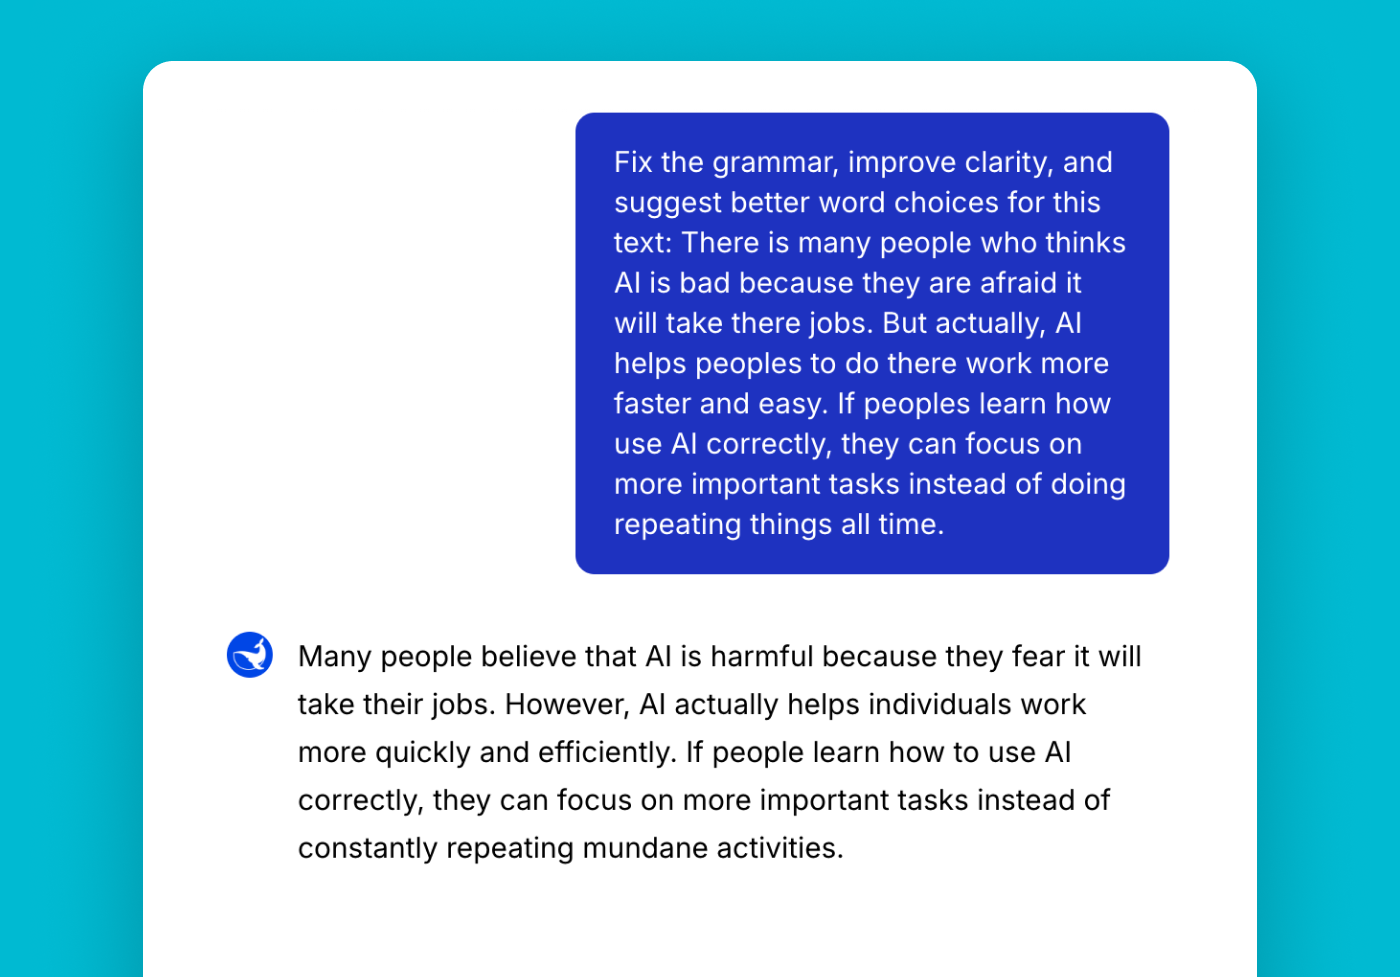 Fix the grammar, improve clarity, and
suggest better word choices for this
text: There is many people who thinks
AI is bad because they are afraid it
will take there jobs. But actually, AI
helps peoples to do there work more
faster and easy. If peoples learn how
use AI correctly, they can focus on
more important tasks instead of doing
repeating things all time.
Many people believe that AI is harmful because they fear it will
take their jobs. However, AI actually helps individuals work
more quickly and efficiently. If people learn how to use AI
correctly, they can focus on more important tasks instead of
constantly repeating mundane activities.